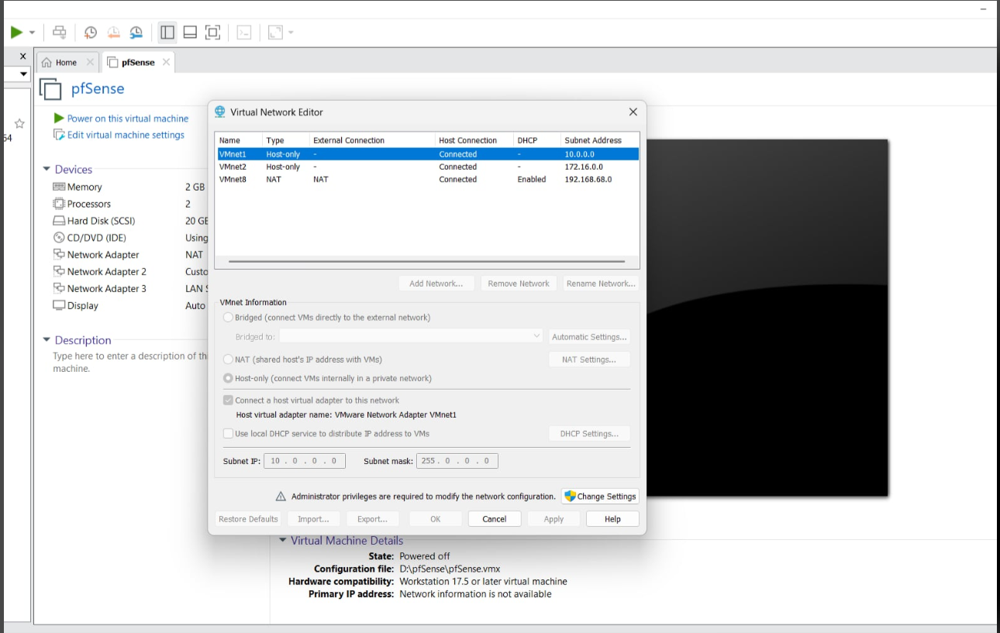 Home
pfSense
pfSense
Power on this virtual machine
Edit virtual machine settings
54
Devices
Memory 2 GB
Processors 2
Hard Disk (SCSI) 20 GB
CD/DVD (IDE) Using
Network Adapter NAT
Network Adapter 2 Custo
Network Adapter 3 LAN S
Display Auto
Description
Type here to enter a description of th
machine.
Virtual Network Editor
Name Type External Connection Host Connection DHCP Subnet Address
VMnet1 Host-only - Connected - 10.0.0.0
VMnet2 Host-only - Connected - 172.16.0.0
VMnet8 NAT NAT Connected Enabled 192.168.68.0
Add Network... Remove Network Rename Network...
VMnet Information
Bridged (connect VMs directly to the external network)
Bridged to: Automatic Settings...
NAT (shared host's IP address with VMs) NAT Settings...
Host-only (connect VMs internally in a private network)
Connect a host virtual adapter to this network
Host virtual adapter name: VMware Network Adapter VMnet1
Use local DHCP service to distribute IP address to VMs DHCP Settings...
Subnet IP: 10 . 0 . 0 . 0 Subnet mask: 255 . 0 . 0 . 0
Administrator privileges are required to modify the network configuration. Change Settings
Restore Defaults Import... Export... OK Cancel Apply Help
Virtual Machine Details
State: Powered off
Configuration file: D:\pfSense\pfSense.vmx
Hardware compatibility: Workstation 17.5 or later virtual machine
Primary IP address: Network information is not available